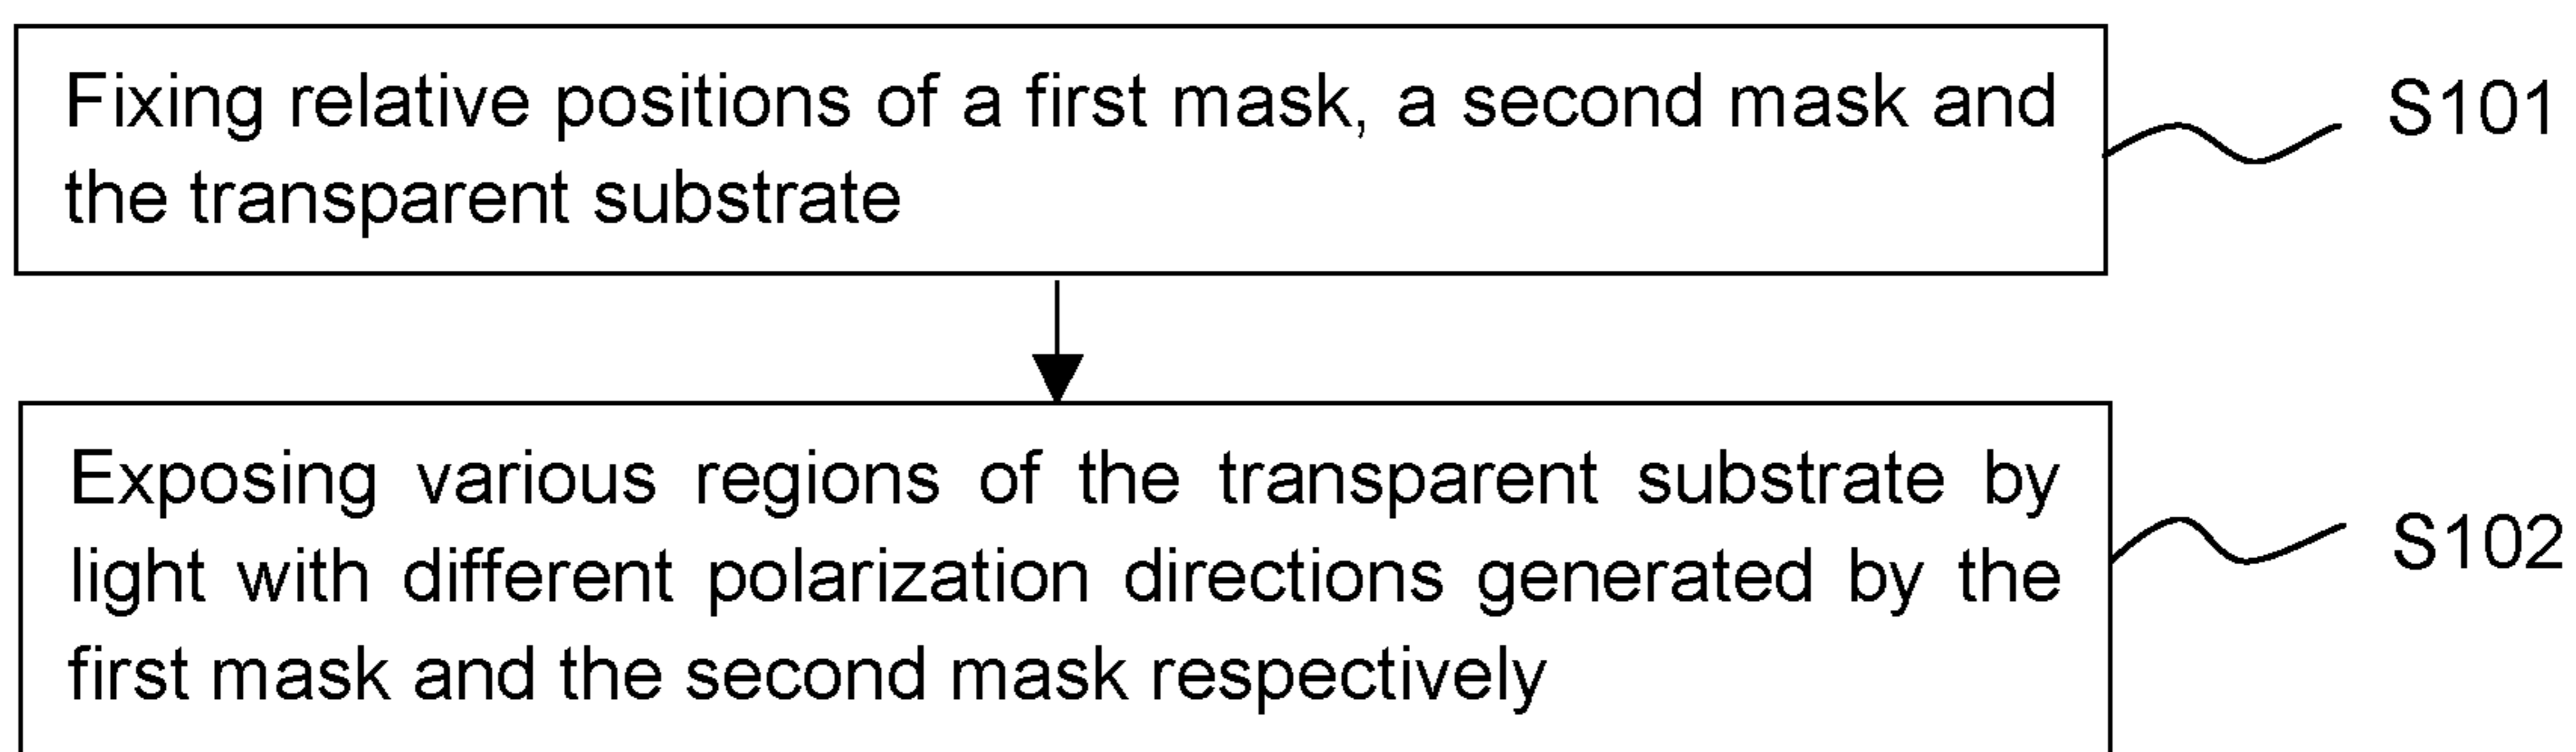 Fixing relative positions of a first mask, a second mask and
the transparent substrate
S101
Exposing various regions of the transparent substrate by
light with different polarization directions generated by the
first mask and the second mask respectively
S102